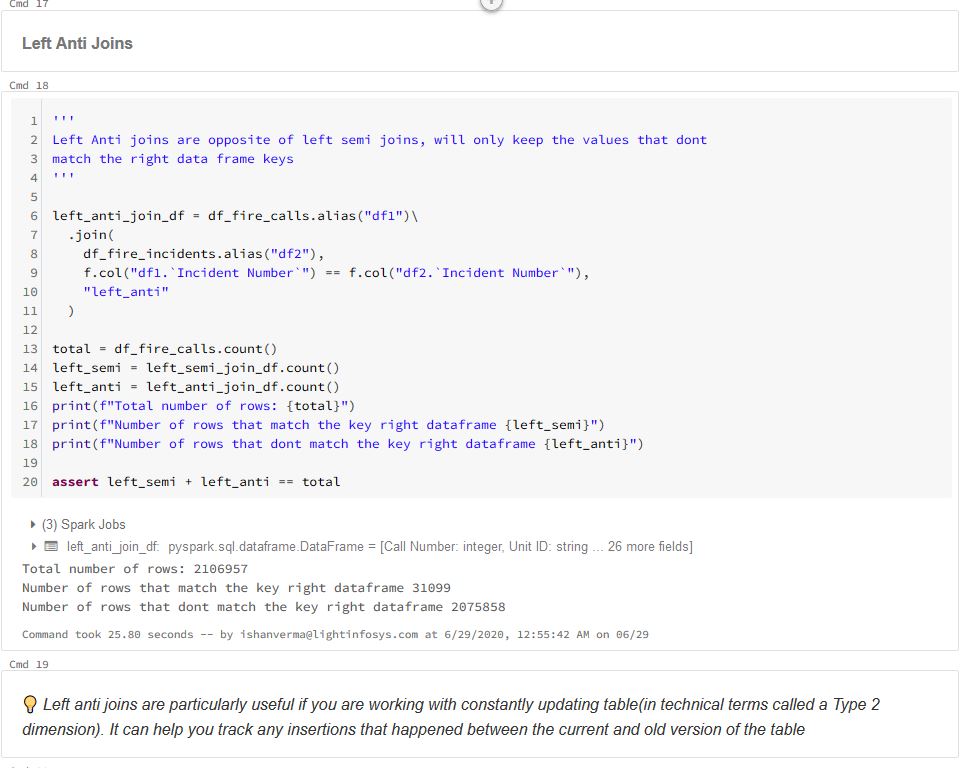 Cmd 17
Left Anti Joins
Cmd 18
1 '''
2 Left Anti joins are opposite of left semi joins, will only keep the values that dont
3 match the right data frame keys
4 '''
5
6 left_anti_join_df = df_fire_calls.alias("df1")\
7 .join(
8 df_fire_incidents.alias("df2"),
9 f.col("df1.`Incident Number`") == f.col("df2.`Incident Number`"),
10 "left_anti"
11 )
12
13 total = df_fire_calls.count()
14 left_semi = left_semi_join_df.count()
15 left_anti = left_anti_join_df.count()
16 print(f"Total number of rows: {total}")
17 print(f"Number of rows that match the key right dataframe {left_semi}")
18 print(f"Number of rows that dont match the key right dataframe {left_anti}")
19
20 assert left_semi + left_anti == total
(3) Spark Jobs
left_anti_join_df: pyspark.sql.dataframe.DataFrame = [Call Number: integer, Unit ID: string ... 26 more fields]
Total number of rows: 2106957
Number of rows that match the key right dataframe 31099
Number of rows that dont match the key right dataframe 2075858
Command took 25.80 seconds -- by ishanverma@lightinfosys.com at 6/29/2020, 12:55:42 AM on 06/29
Cmd 19
Left anti joins are particularly useful if you are working with constantly updating table(in technical terms called a Type 2
dimension). It can help you track any insertions that happened between the current and old version of the table